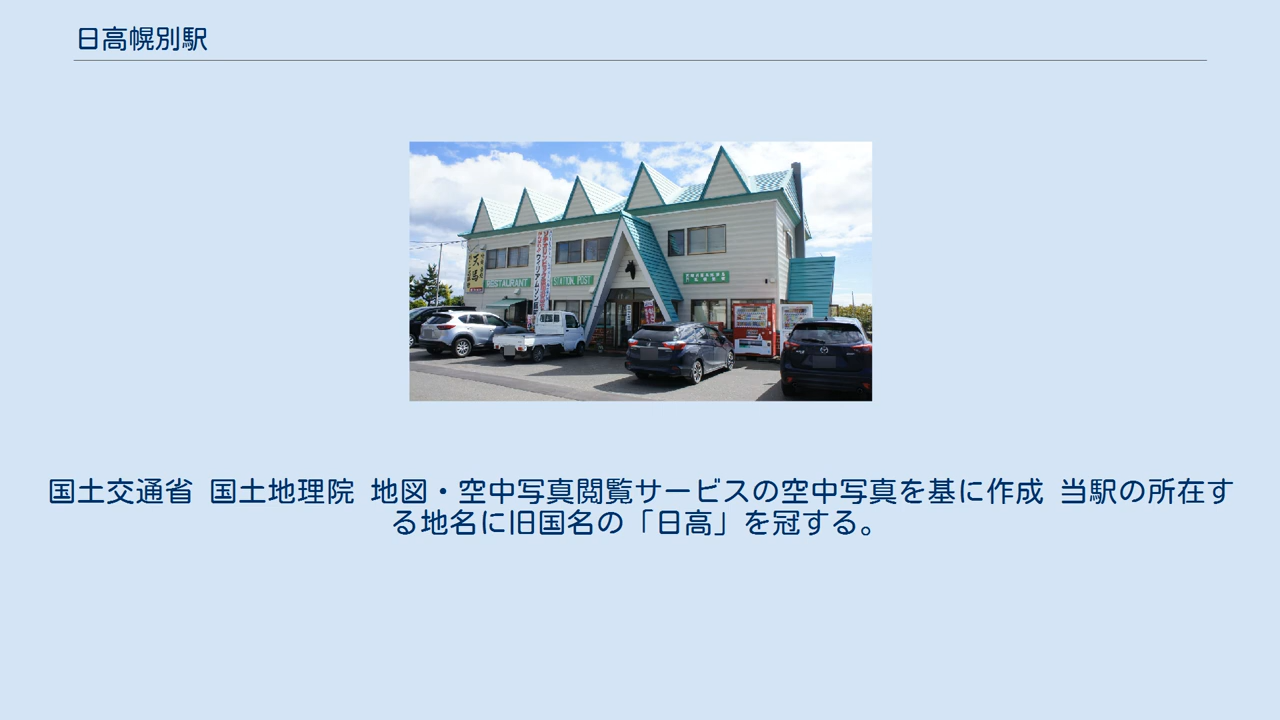 日高幌別駅
天馬
RESTAURANT
STATION POST
国土交通省 国土地理院 地図・空中写真閲覧サービスの空中写真を基に作成 当駅の所在す
る地名に旧国名の「日高」を冠する。